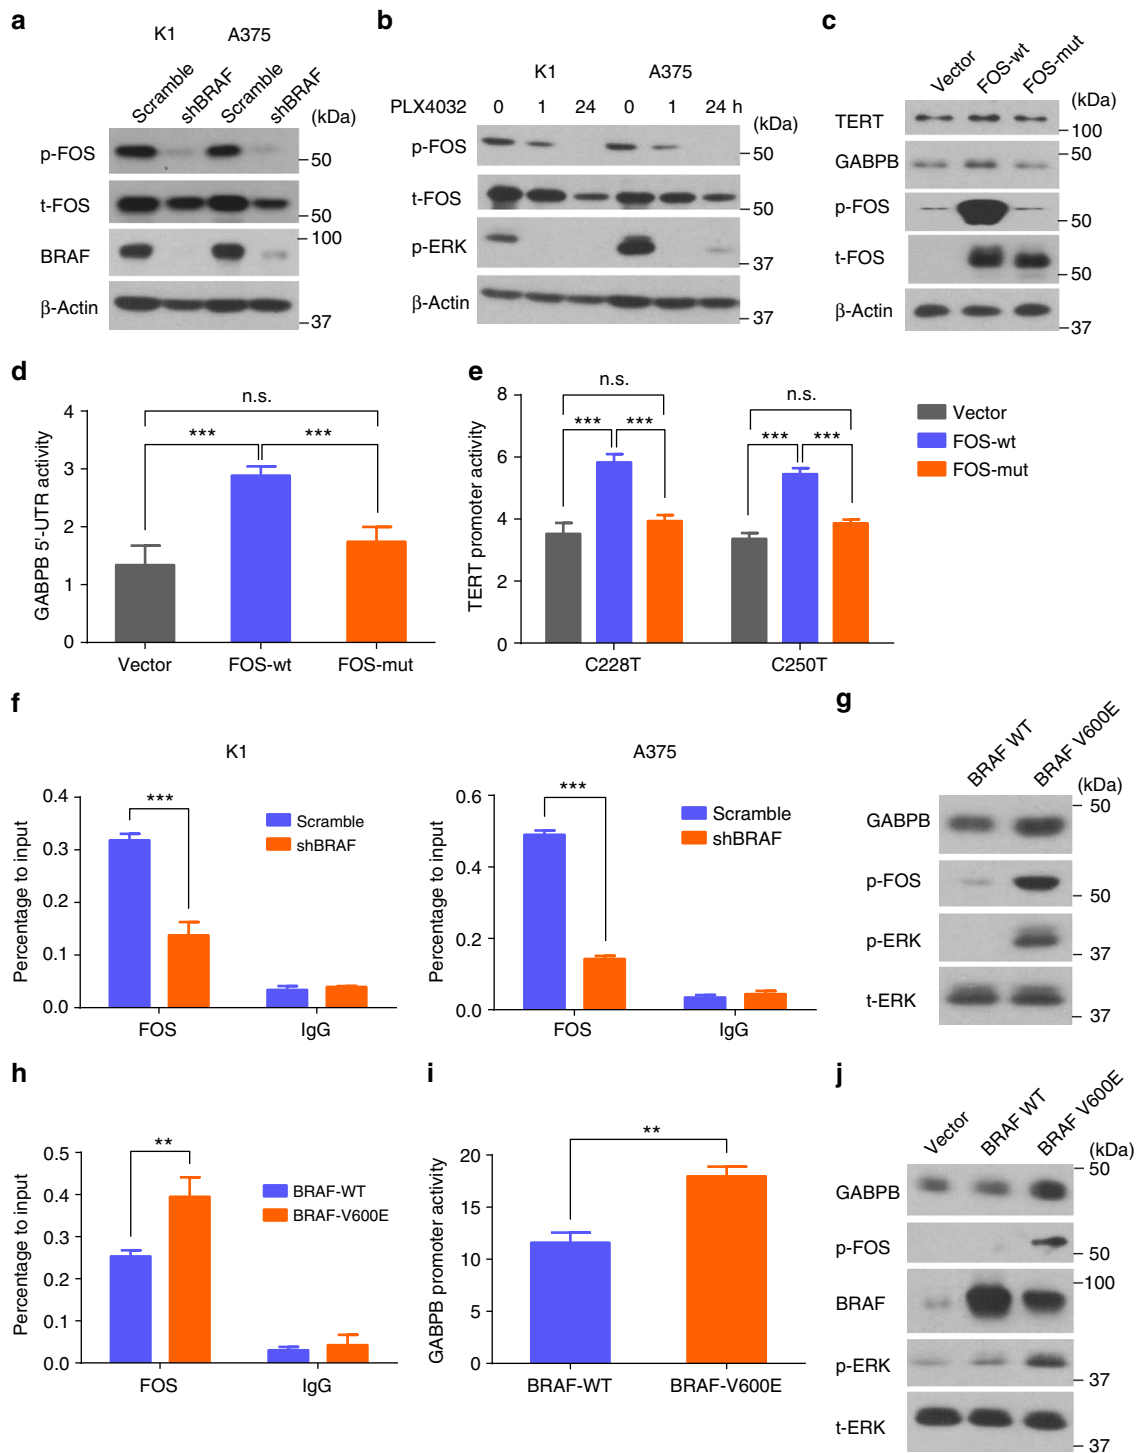 a
K1 A375
Scramble shBRAF Scramble shBRAF
(kDa)
p-FOS
50
t-FOS
50
100
BRAF
β-Actin
37
b
K1 A375
PLX4032 0 1 24 0 1 24 h
(kDa)
p-FOS
50
t-FOS
50
p-ERK
37
β-Actin
37
c
Vector FOS-wt FOS-mut
(kDa)
TERT
100
GABPB
50
p-FOS
50
t-FOS
50
β-Actin
37
d
GABPB 5'-UTR activity
4
3
2
1
0
n.s.
*** ***
Vector FOS-wt FOS-mut
e
TERT promoter activity
8
6
4
2
0
n.s.
*** ***
n.s.
*** ***
C228T C250T
Vector
FOS-wt
FOS-mut
f
K1
Percentage to input
0.4
0.3
0.2
0.1
0.0
***
Scramble
shBRAF
FOS IgG
A375
Percentage to input
0.6
0.4
0.2
0.0
***
Scramble
shBRAF
FOS IgG
g
BRAF WT BRAF V600E
(kDa)
50
GABPB
p-FOS
50
p-ERK
37
t-ERK
37
h
Percentage to input
0.5
0.4
0.3
0.2
0.1
0.0
**
BRAF-WT
BRAF-V600E
FOS IgG
i
GABPB promoter activity
20
15
10
5
0
**
BRAF-WT BRAF-V600E
j
Vector BRAF WT BRAF V600E
(kDa)
50
GABPB
p-FOS
50
100
BRAF
p-ERK
37
t-ERK
37